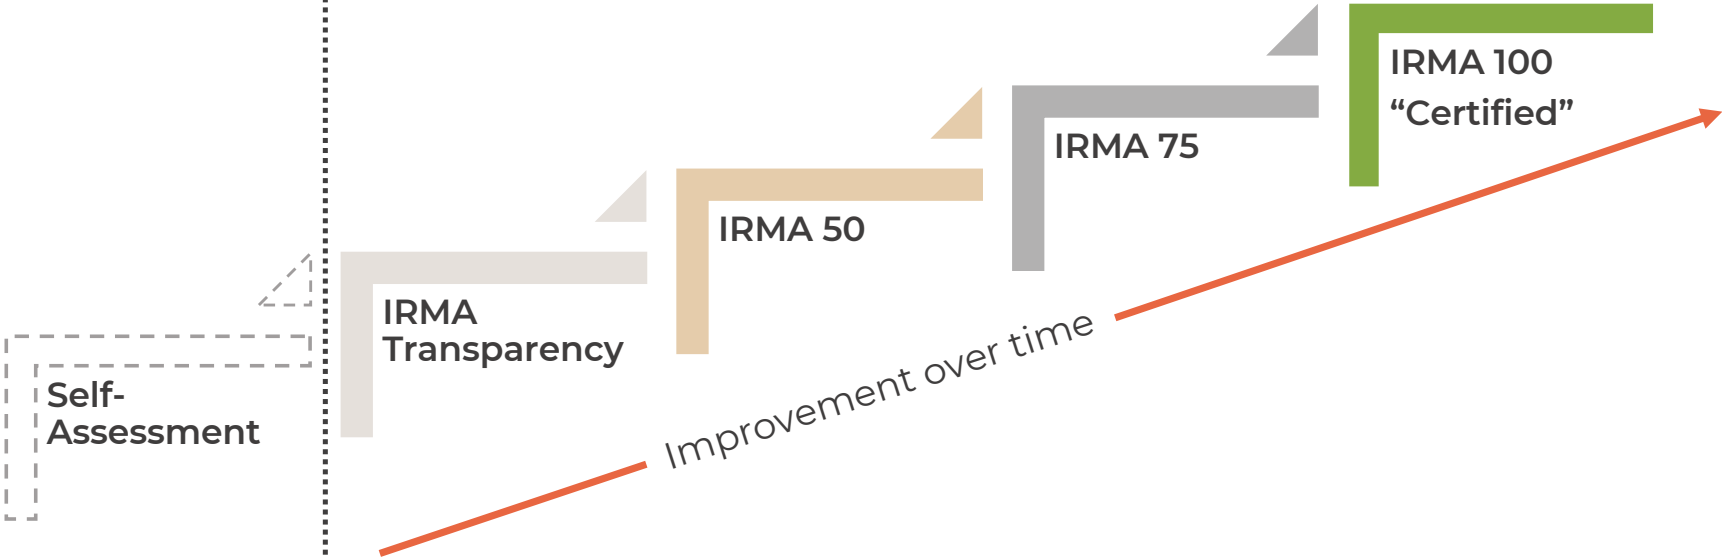 Self-
Assessment
IRMA
Transparency
IRMA 50
IRMA 75
IRMA 100
“Certified”
Improvement over time